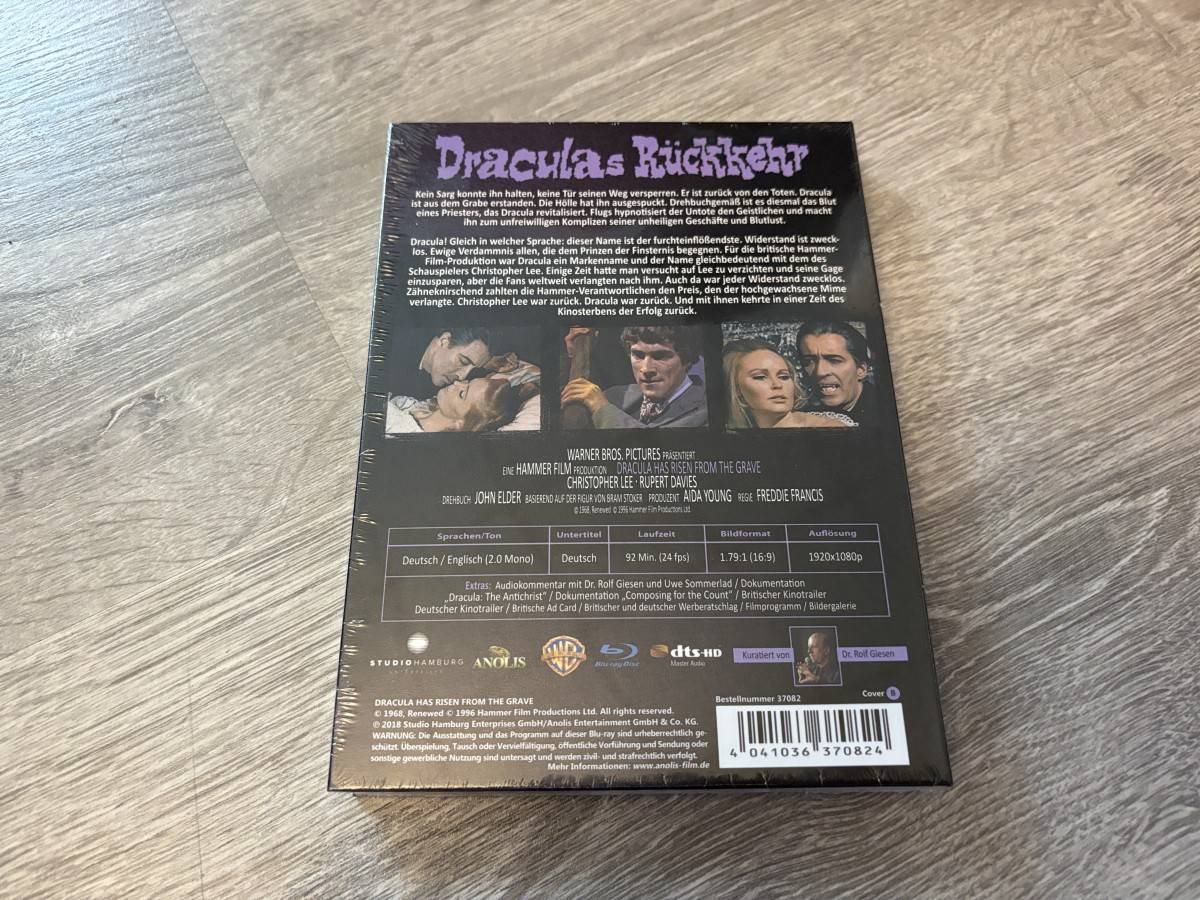 Draculas Rückkehr
Kein Sarg konnte ihn halten, keine Tür seinen Weg versperren. Er ist zurück von den Toten. Dracula
ist aus dem Grabe erstanden. Die Hölle hat ihn ausgespuckt. Drehbuchgemäß ist es diesmal das Blut
eines Priesters, das Dracula revitalisiert. Flugs hypnotisiert der Untote den Geistlichen und macht
ihn zum unfreiwilligen Komplizen seiner unheiligen Geschäfte und Blutlust.
Dracula! Gleich in welcher Sprache: dieser Name ist der furchteinflößendste. Widerstand ist zweck-
los. Ewige Verdammnis allen, die dem Prinzen der Finsternis begegnen. Für die britische Hammer-
Film-Produktion war Dracula ein Markenname und der Name gleichbedeutend mit dem des
Schauspielers Christopher Lee. Einige Zeit hatte man versucht auf Lee zu verzichten und seine Gage
einzusparen, aber die Fans weltweit verlangten nach ihm. Auch da war jeder Widerstand zwecklos.
Zähneknirschend zahlten die Hammer-Verantwortlichen den Preis, den der hochgewachsene Mime
verlangte. Christopher Lee war zurück. Dracula war zurück. Und mit ihnen kehrte in einer Zeit des
Kinosterbens der Erfolg zurück.
WARNER BROS. PICTURES PRÄSENTIERT
EINE HAMMER FILM PRODUKTION DRACULA HAS RISEN FROM THE GRAVE
CHRISTOPHER LEE · RUPERT DAVIES
DREHBUCH JOHN ELDER BASIEREND AUF DER FIGUR VON BRAM STOKER PRODUZENT AIDA YOUNG REGIE FREDDIE FRANCIS
© 1968, Renewed © 1996 Hammer Film Productions Ltd.
Sprachen/Ton Untertitel Laufzeit Bildformat Auflösung
Deutsch / Englisch (2.0 Mono) Deutsch 92 Min. (24 fps) 1.79:1 (16:9) 1920x1080p
Extras: Audiokommentar mit Dr. Rolf Giesen und Uwe Sommerlad / Dokumentation
„Dracula: The Antichrist“ / Dokumentation „Composing for the Count“ / Britischer Kinotrailer
Deutscher Kinotrailer / Britische Ad Card / Britischer und deutscher Werberatschlag / Filmprogramm / Bildergalerie
STUDIO HAMBURG
ENTERPRISES
ANOLIS
WB
Blu-ray Disc
dts-HD
Master Audio
Kuratiert von Dr. Rolf Giesen
DRACULA HAS RISEN FROM THE GRAVE
© 1968, Renewed © 1996 Hammer Film Productions Ltd. All rights reserved.
℗ 2018 Studio Hamburg Enterprises GmbH/Anolis Entertainment GmbH & Co. KG.
WARNUNG: Die Ausstattung und das Programm auf dieser Blu-ray sind urheberrechtlich ge-
schützt. Überspielung, Tausch oder Vervielfältigung, öffentliche Vorführung und Sendung oder
sonstige gewerbliche Nutzung sind untersagt und werden zivil- und strafrechtlich verfolgt.
Mehr Informationen: www.anolis-film.de
Bestellnummer 37082
Cover B
4 041036 370824